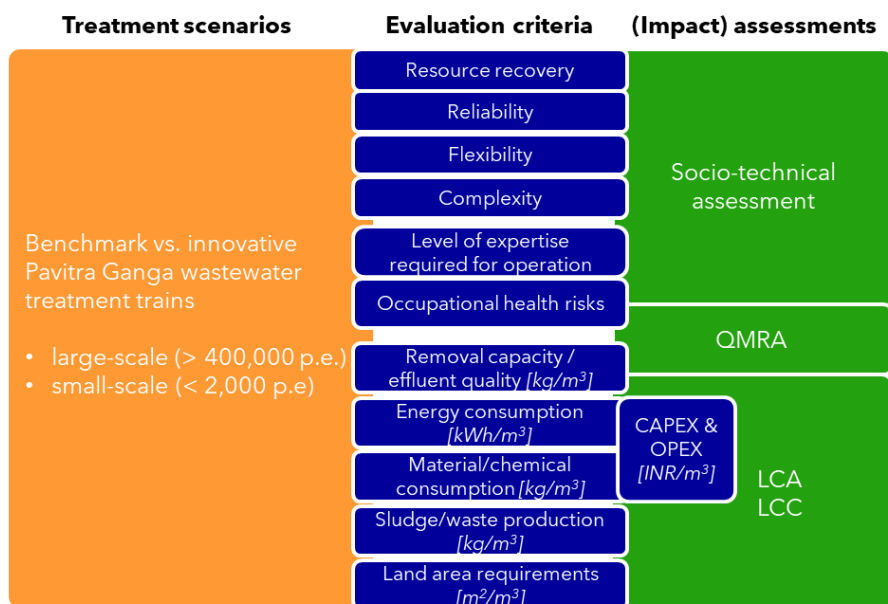 Treatment scenarios
Evaluation criteria
(Impact) assessments
Benchmark vs. innovative
Pavitra Ganga wastewater
treatment trains
• large-scale (> 400,000 p.e.)
• small-scale (< 2,000 p.e)
Resource recovery
Reliability
Flexibility
Complexity
Level of expertise
required for operation
Occupational health risks
Removal capacity /
effluent quality [kg/m³]
Energy consumption
[kWh/m³]
Material/chemical
consumption [kg/m³]
Sludge/waste production
[kg/m³]
Land area requirements
[m²/m³]
CAPEX &
OPEX
[INR/m³]
Socio-technical
assessment
QMRA
LCA
LCC